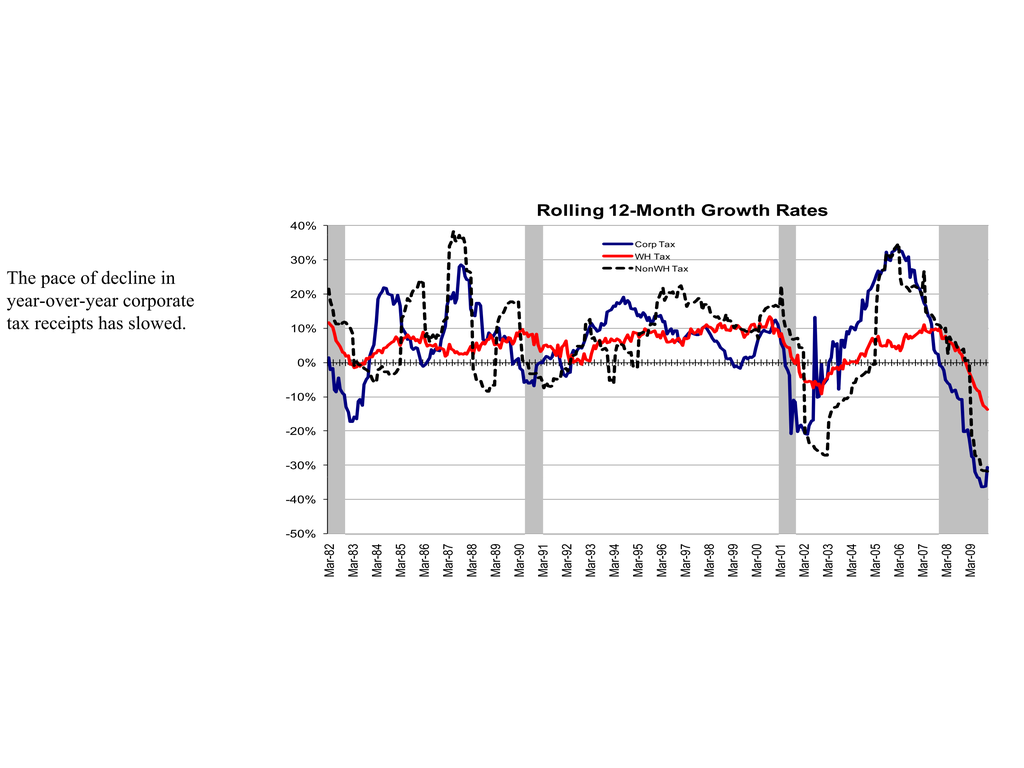 The pace of decline in
year-over-year corporate
tax receipts has slowed.
Rolling 12-Month Growth Rates
40%
30%
20%
10%
0%
-10%
-20%
-30%
-40%
-50%
Corp Tax
WH Tax
NonWH Tax
Mar-82
Mar-83
Mar-84
Mar-85
Mar-86
Mar-87
Mar-88
Mar-89
Mar-90
Mar-91
Mar-92
Mar-93
Mar-94
Mar-95
Mar-96
Mar-97
Mar-98
Mar-99
Mar-00
Mar-01
Mar-02
Mar-03
Mar-04
Mar-05
Mar-06
Mar-07
Mar-08
Mar-09